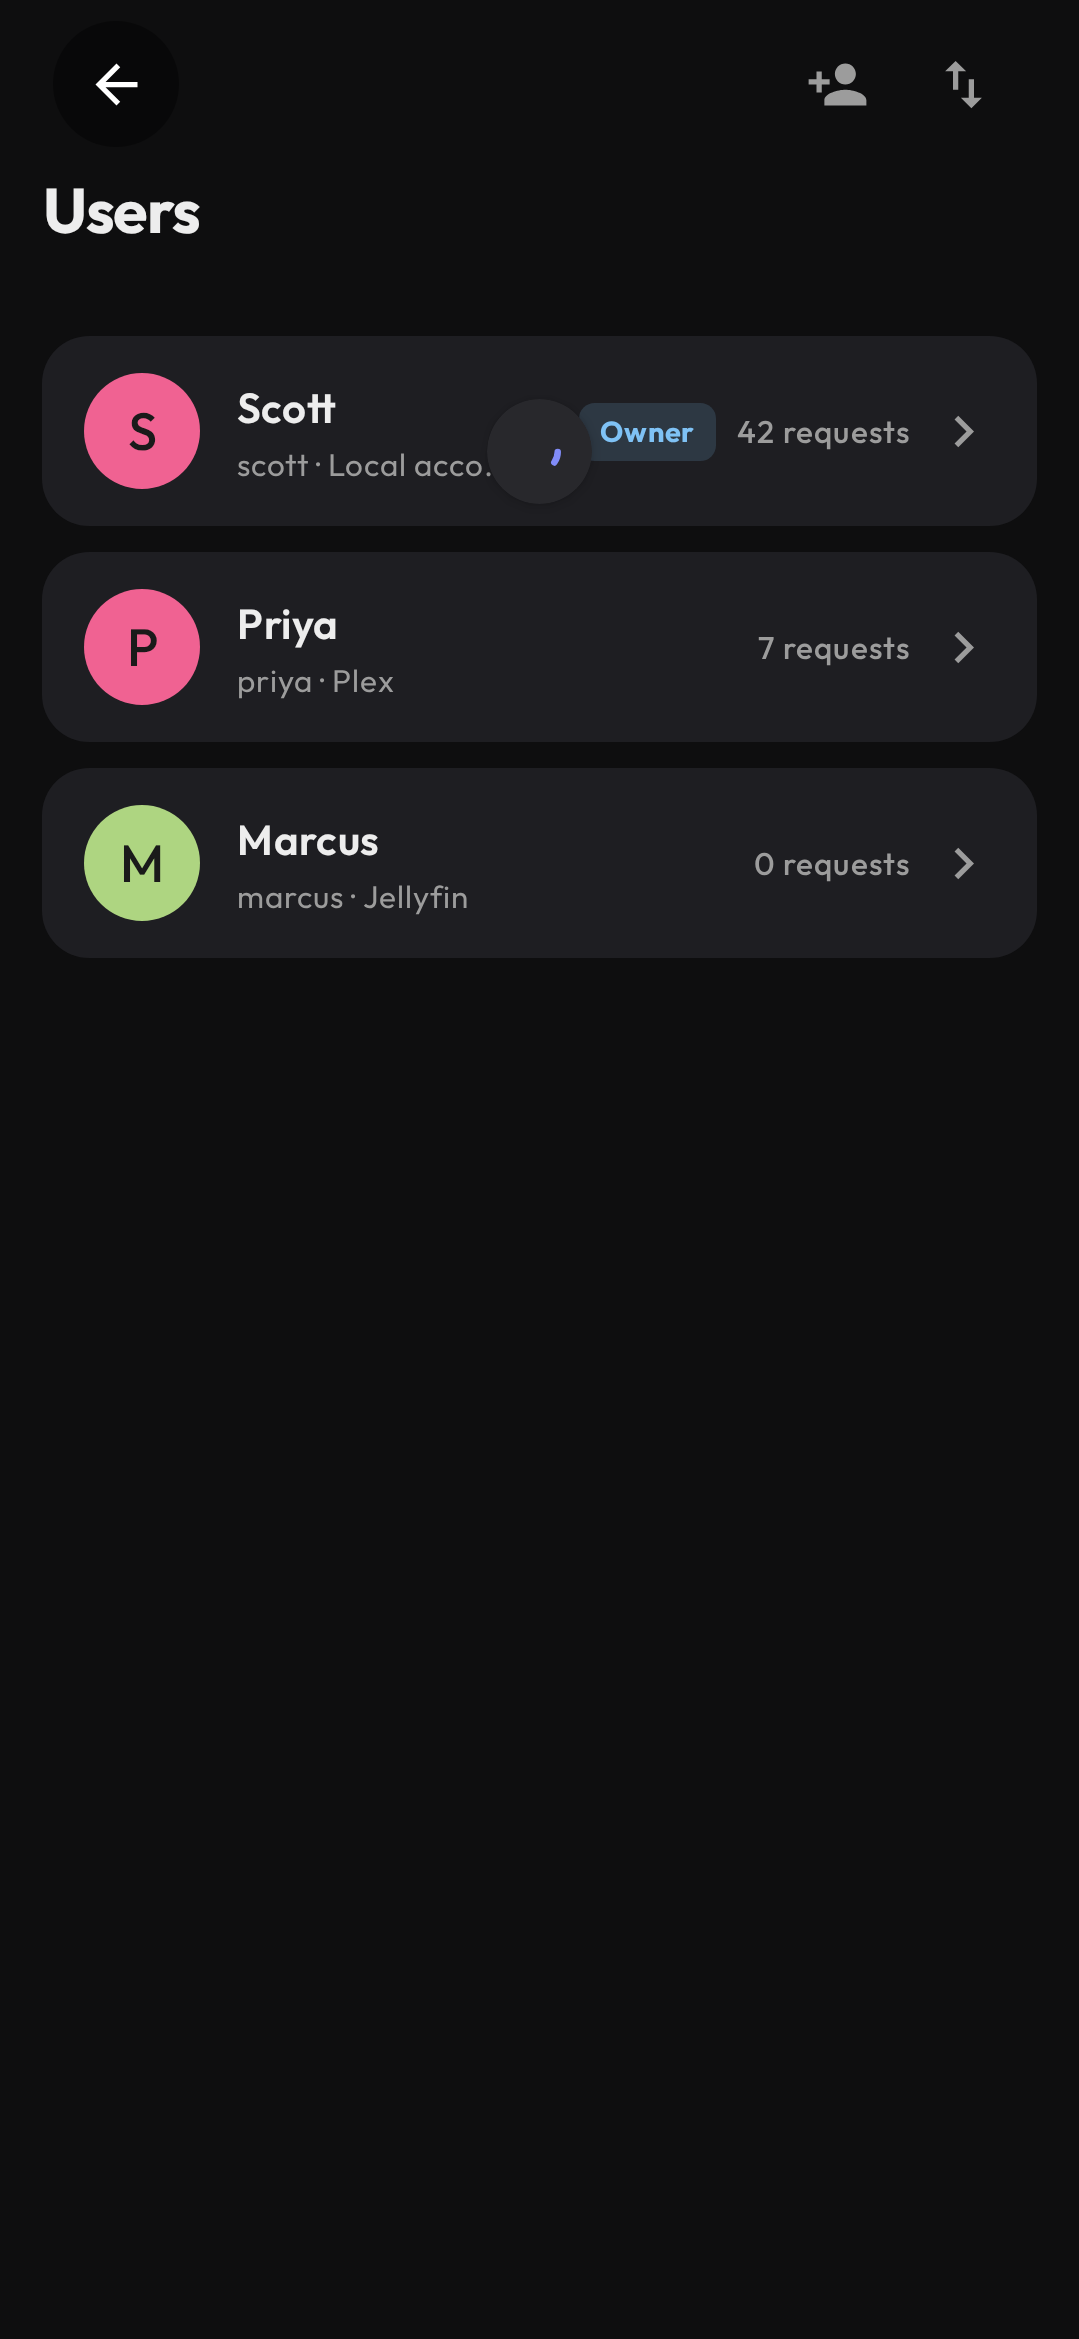 Users
S
Scott
scott · Local acco.
Owner
42 requests
P
Priya
priya · Plex
7 requests
M
Marcus
marcus · Jellyfin
0 requests